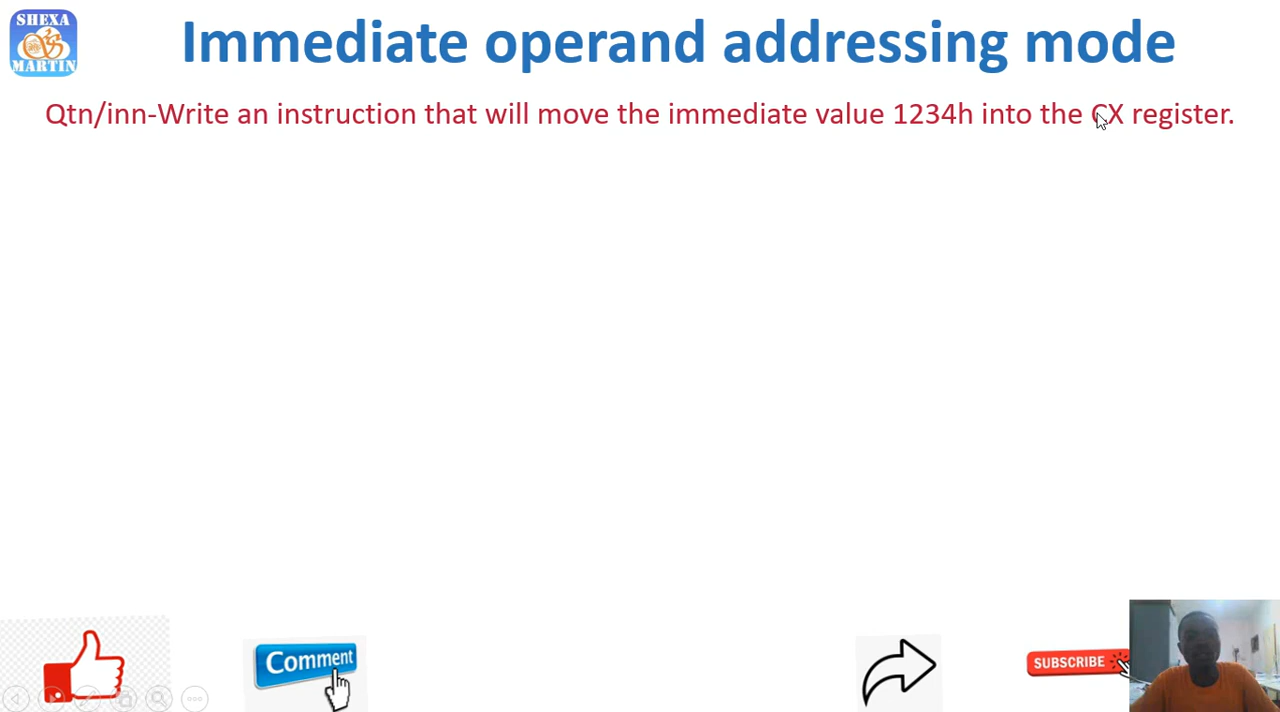 SHEXA
MARTIN
Immediate operand addressing mode
Qtn/inn-Write an instruction that will move the immediate value 1234h into the CX register.
Comment
SUBSCRIBE